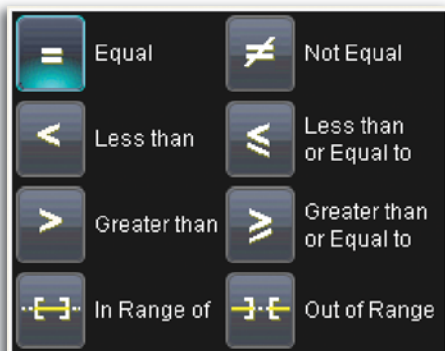 = Equal
≠ Not Equal
< Less than
≤ Less than
or Equal to
> Greater than
≥ Greater than
or Equal to
In Range of
Out of Range